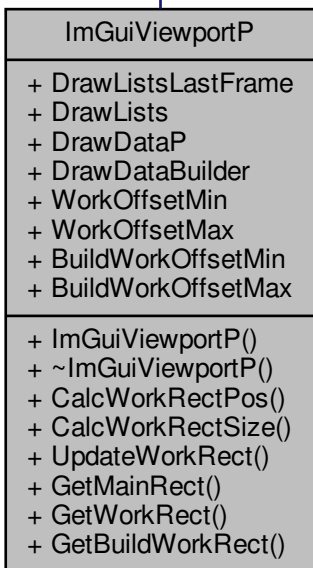 ImGuiViewportP
+ DrawListsLastFrame
+ DrawLists
+ DrawDataP
+ DrawDataBuilder
+ WorkOffsetMin
+ WorkOffsetMax
+ BuildWorkOffsetMin
+ BuildWorkOffsetMax
+ ImGuiViewportP()
+ ~ImGuiViewportP()
+ CalcWorkRectPos()
+ CalcWorkRectSize()
+ UpdateWorkRect()
+ GetMainRect()
+ GetWorkRect()
+ GetBuildWorkRect()